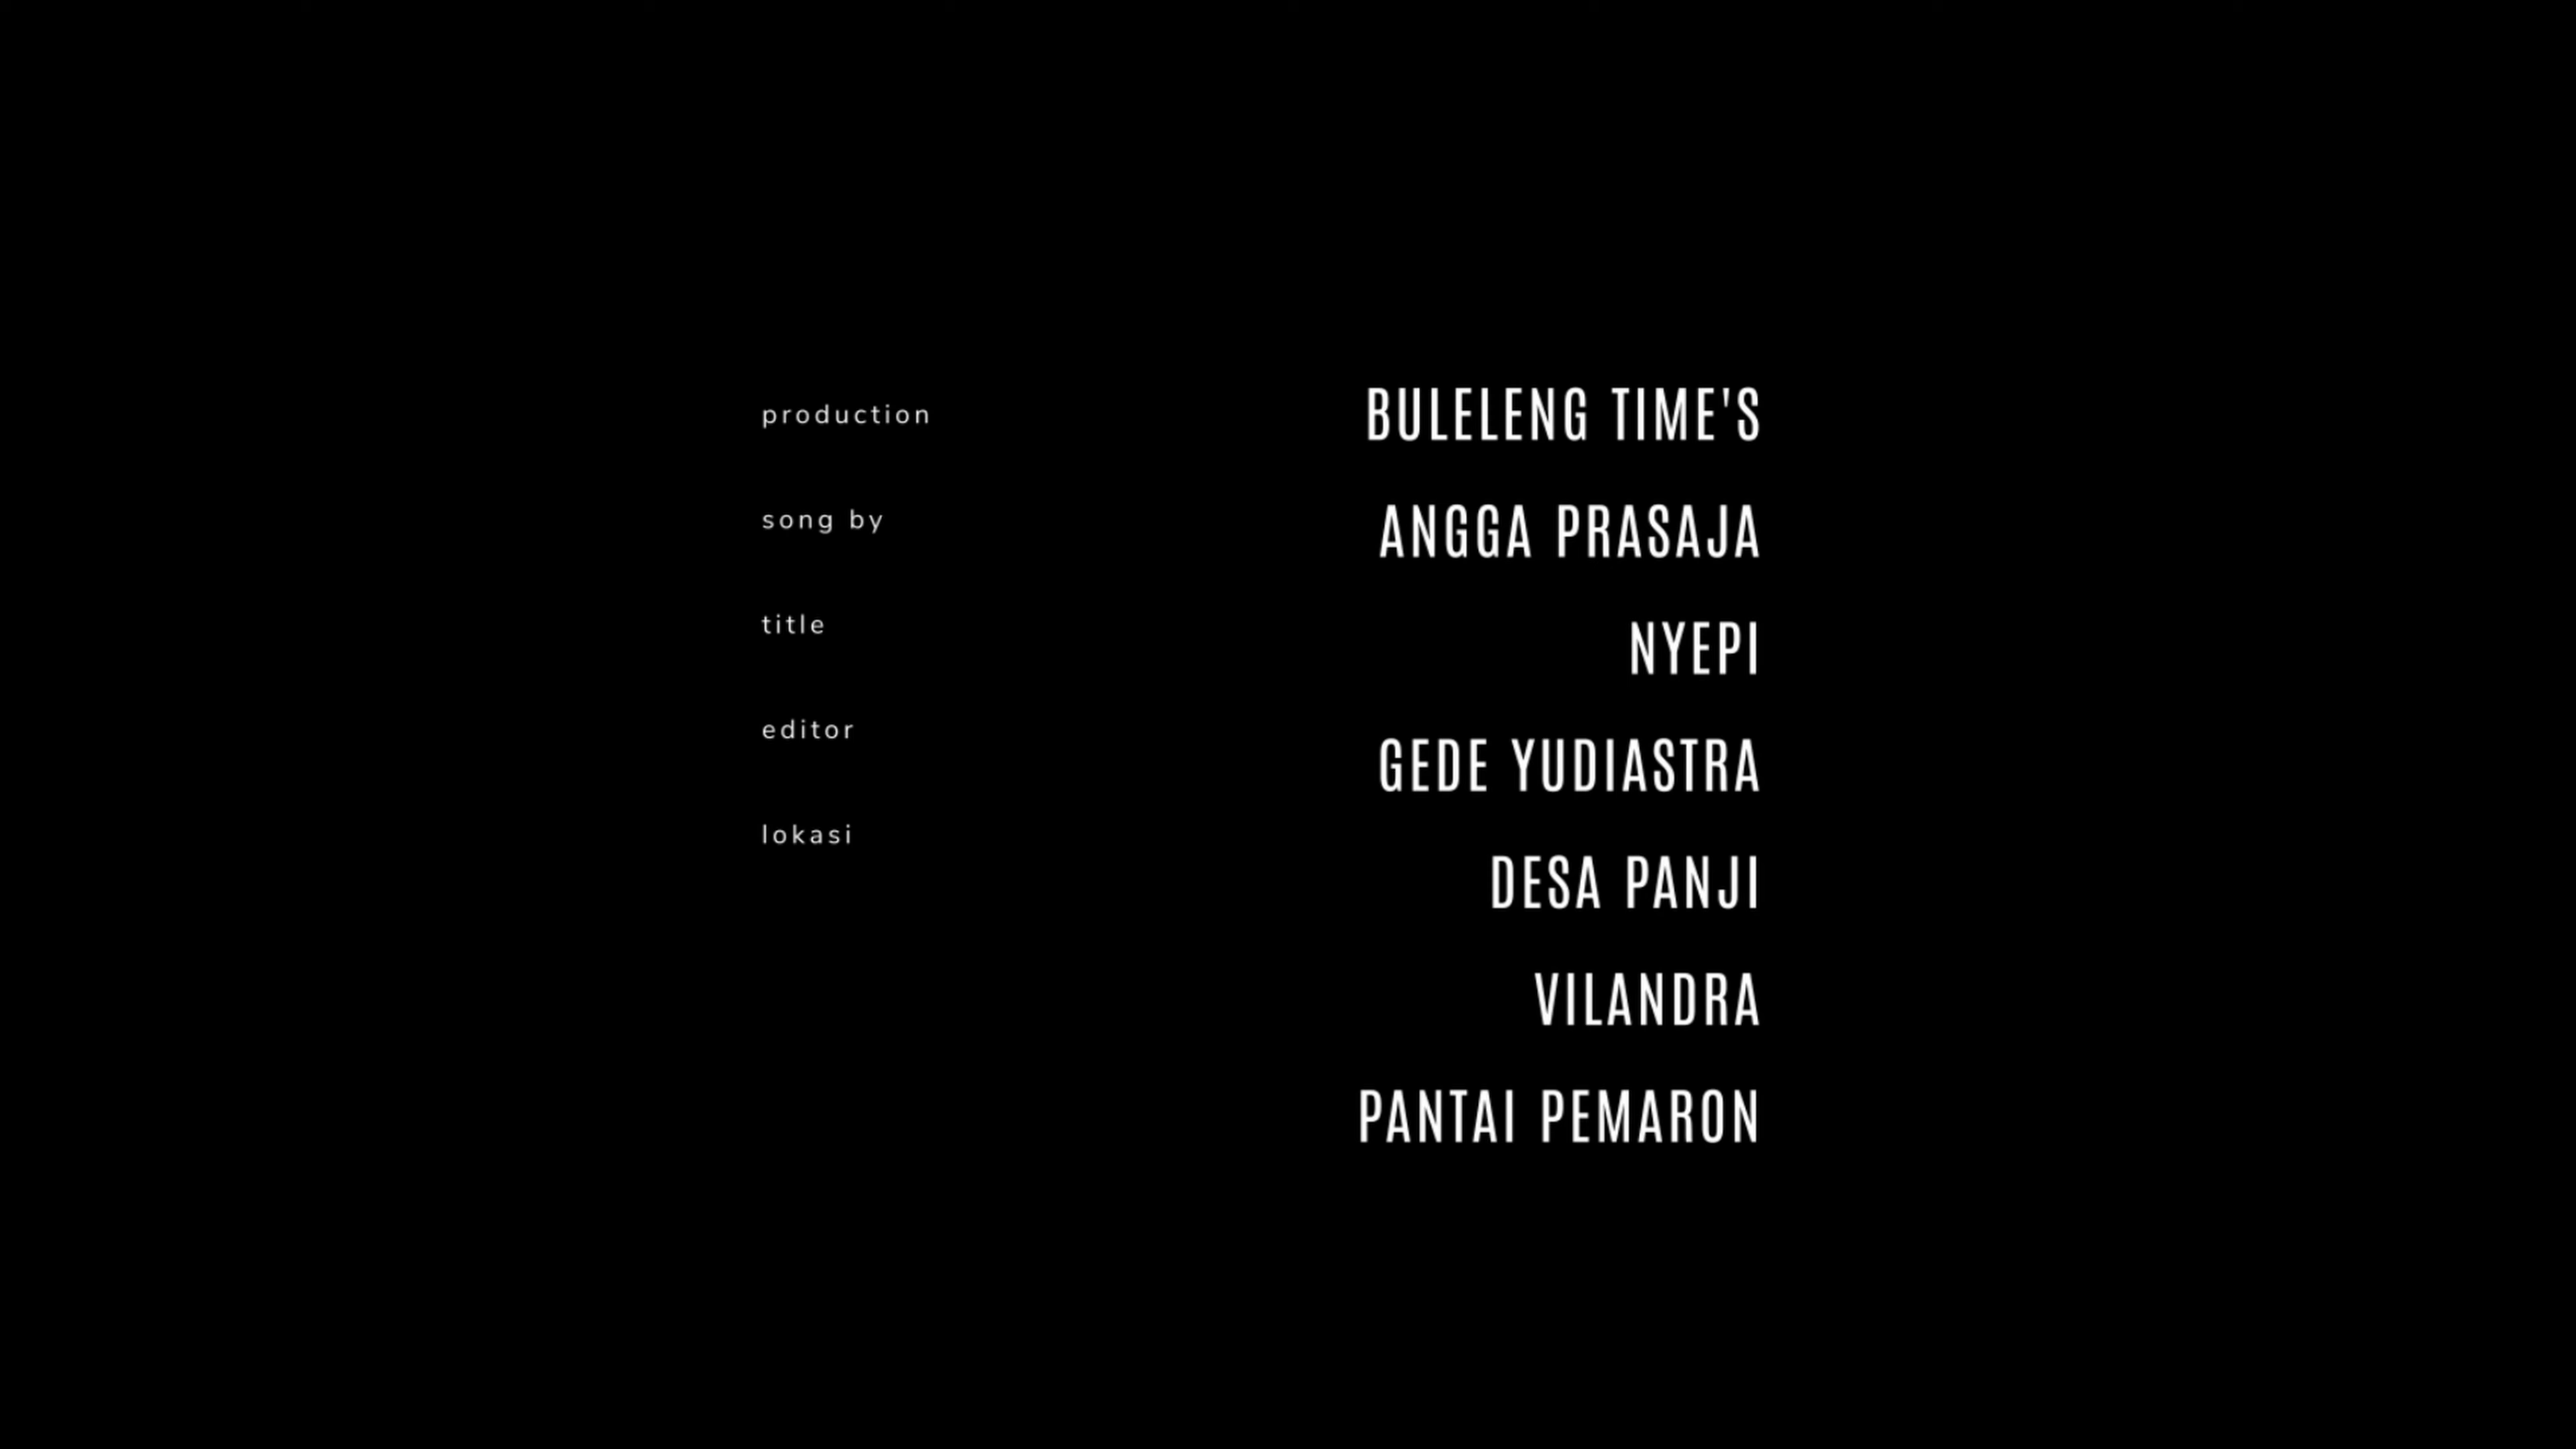 production
BULELENG TIME'S
song by
ANGGA PRASAJA
title
NYEPI
editor
GEDE YUDIASTRA
lokasi
DESA PANJI
VILANDRA
PANTAI PEMARON